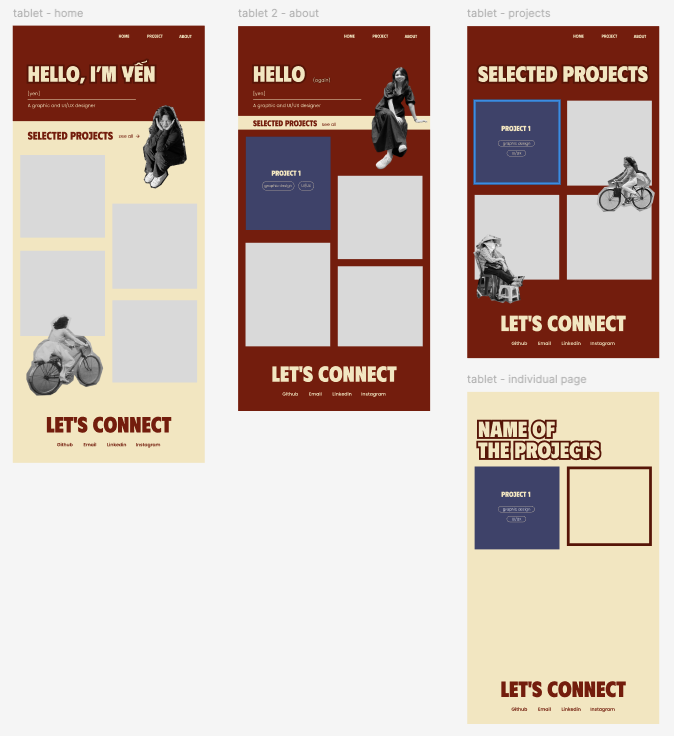 tablet - home
HOME PROJECT ABOUT
HELLO, I'M YẾN
[yen]
A graphic and UI/UX designer
SELECTED PROJECTS see all →
LET'S CONNECT
Github Email Linkedin Instagram
tablet 2 - about
HOME PROJECT ABOUT
HELLO (again)
[yen]
A graphic and UI/UX designer
SELECTED PROJECTS see all
PROJECT 1
graphic design UI/UX
LET'S CONNECT
Github Email Linkedin Instagram
tablet - projects
HOME PROJECT ABOUT
SELECTED PROJECTS
PROJECT 1
graphic design
UI/UX
LET'S CONNECT
Github Email Linkedin Instagram
tablet - individual page
NAME OF
THE PROJECTS
PROJECT 1
graphic design
UI/UX
LET'S CONNECT
Github Email Linkedin Instagram